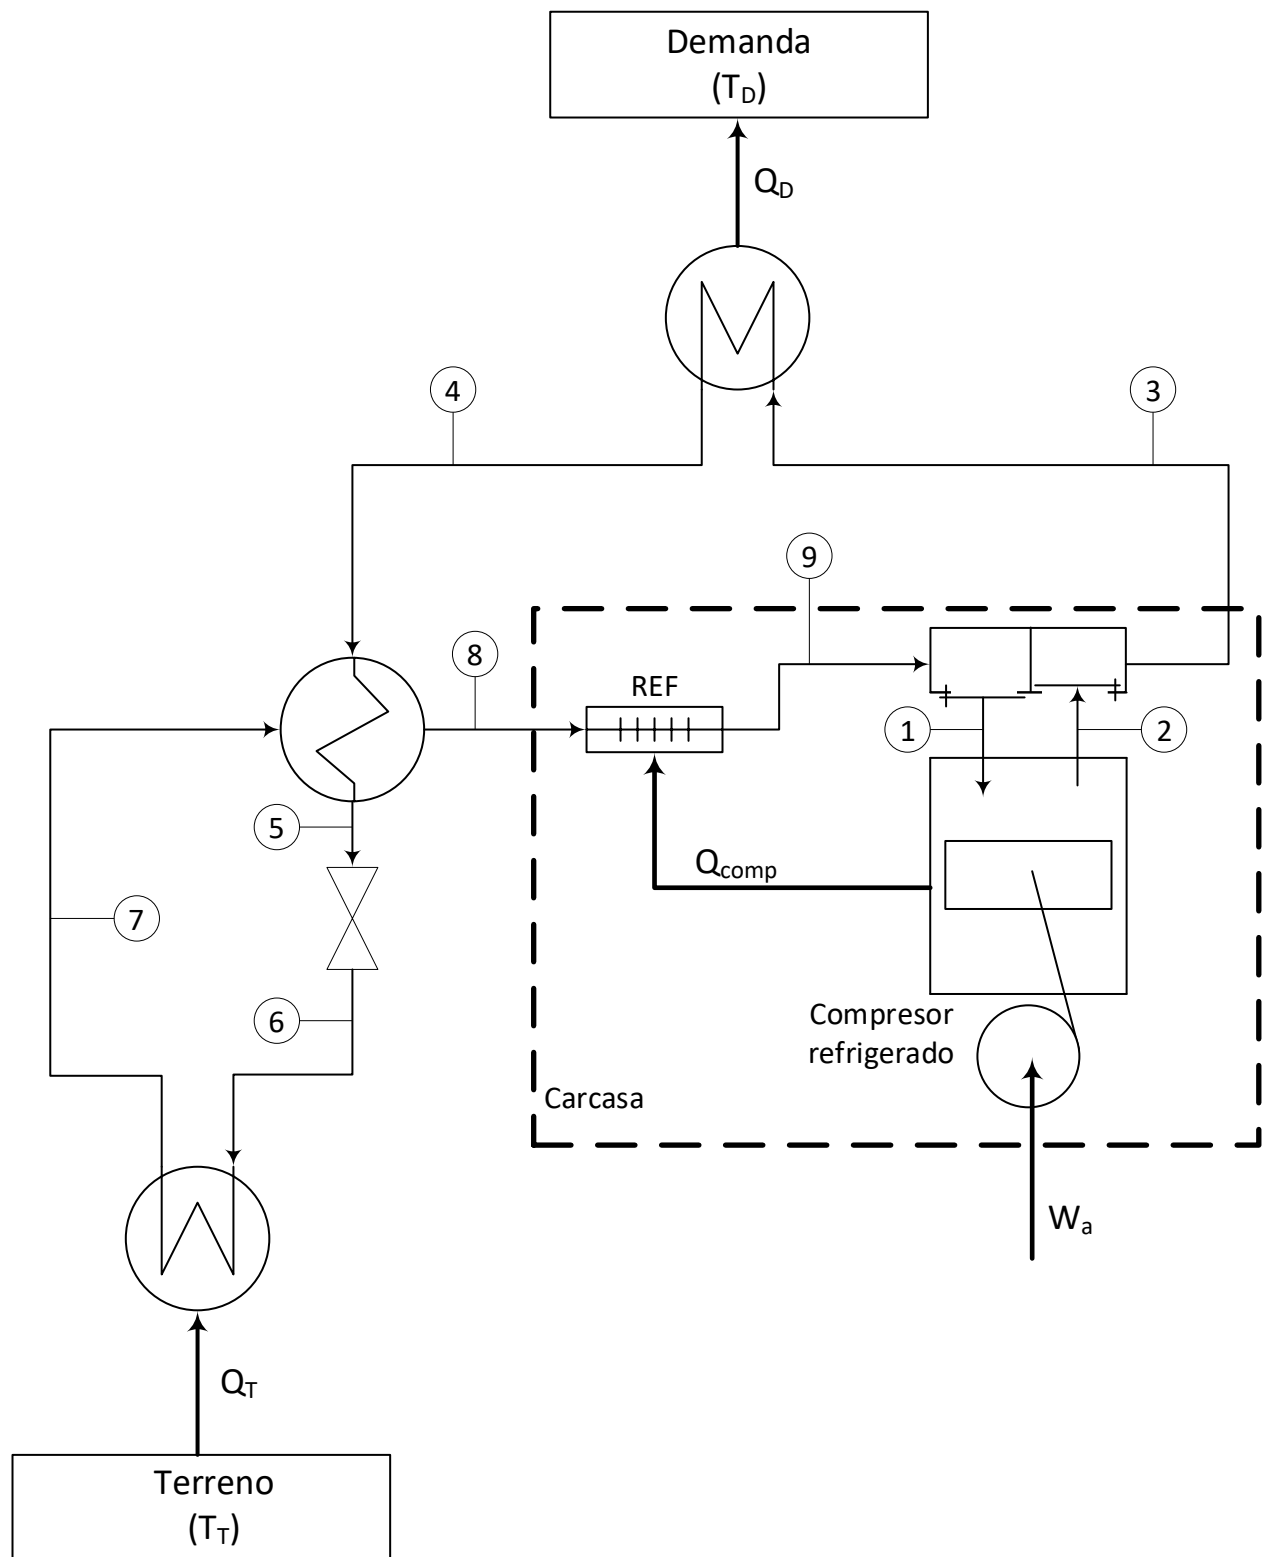 Demanda
(T_D)
Q_D
4
3
9
8
REF
1
2
5
Q_comp
7
6
Compresor
refrigerado
Carcasa
W_a
Q_T
Terreno
(T_T)